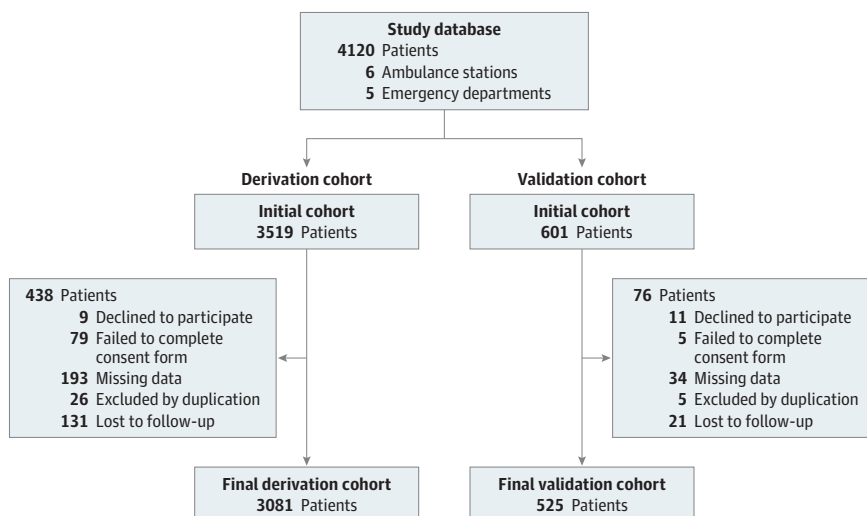 Study database
4120 Patients
6 Ambulance stations
5 Emergency departments
Derivation cohort
Initial cohort
3519 Patients
438 Patients
9 Declined to participate
79 Failed to complete
consent form
193 Missing data
26 Excluded by duplication
131 Lost to follow-up
Final derivation cohort
3081 Patients
Validation cohort
Initial cohort
601 Patients
76 Patients
11 Declined to participate
5 Failed to complete
consent form
34 Missing data
5 Excluded by duplication
21 Lost to follow-up
Final validation cohort
525 Patients